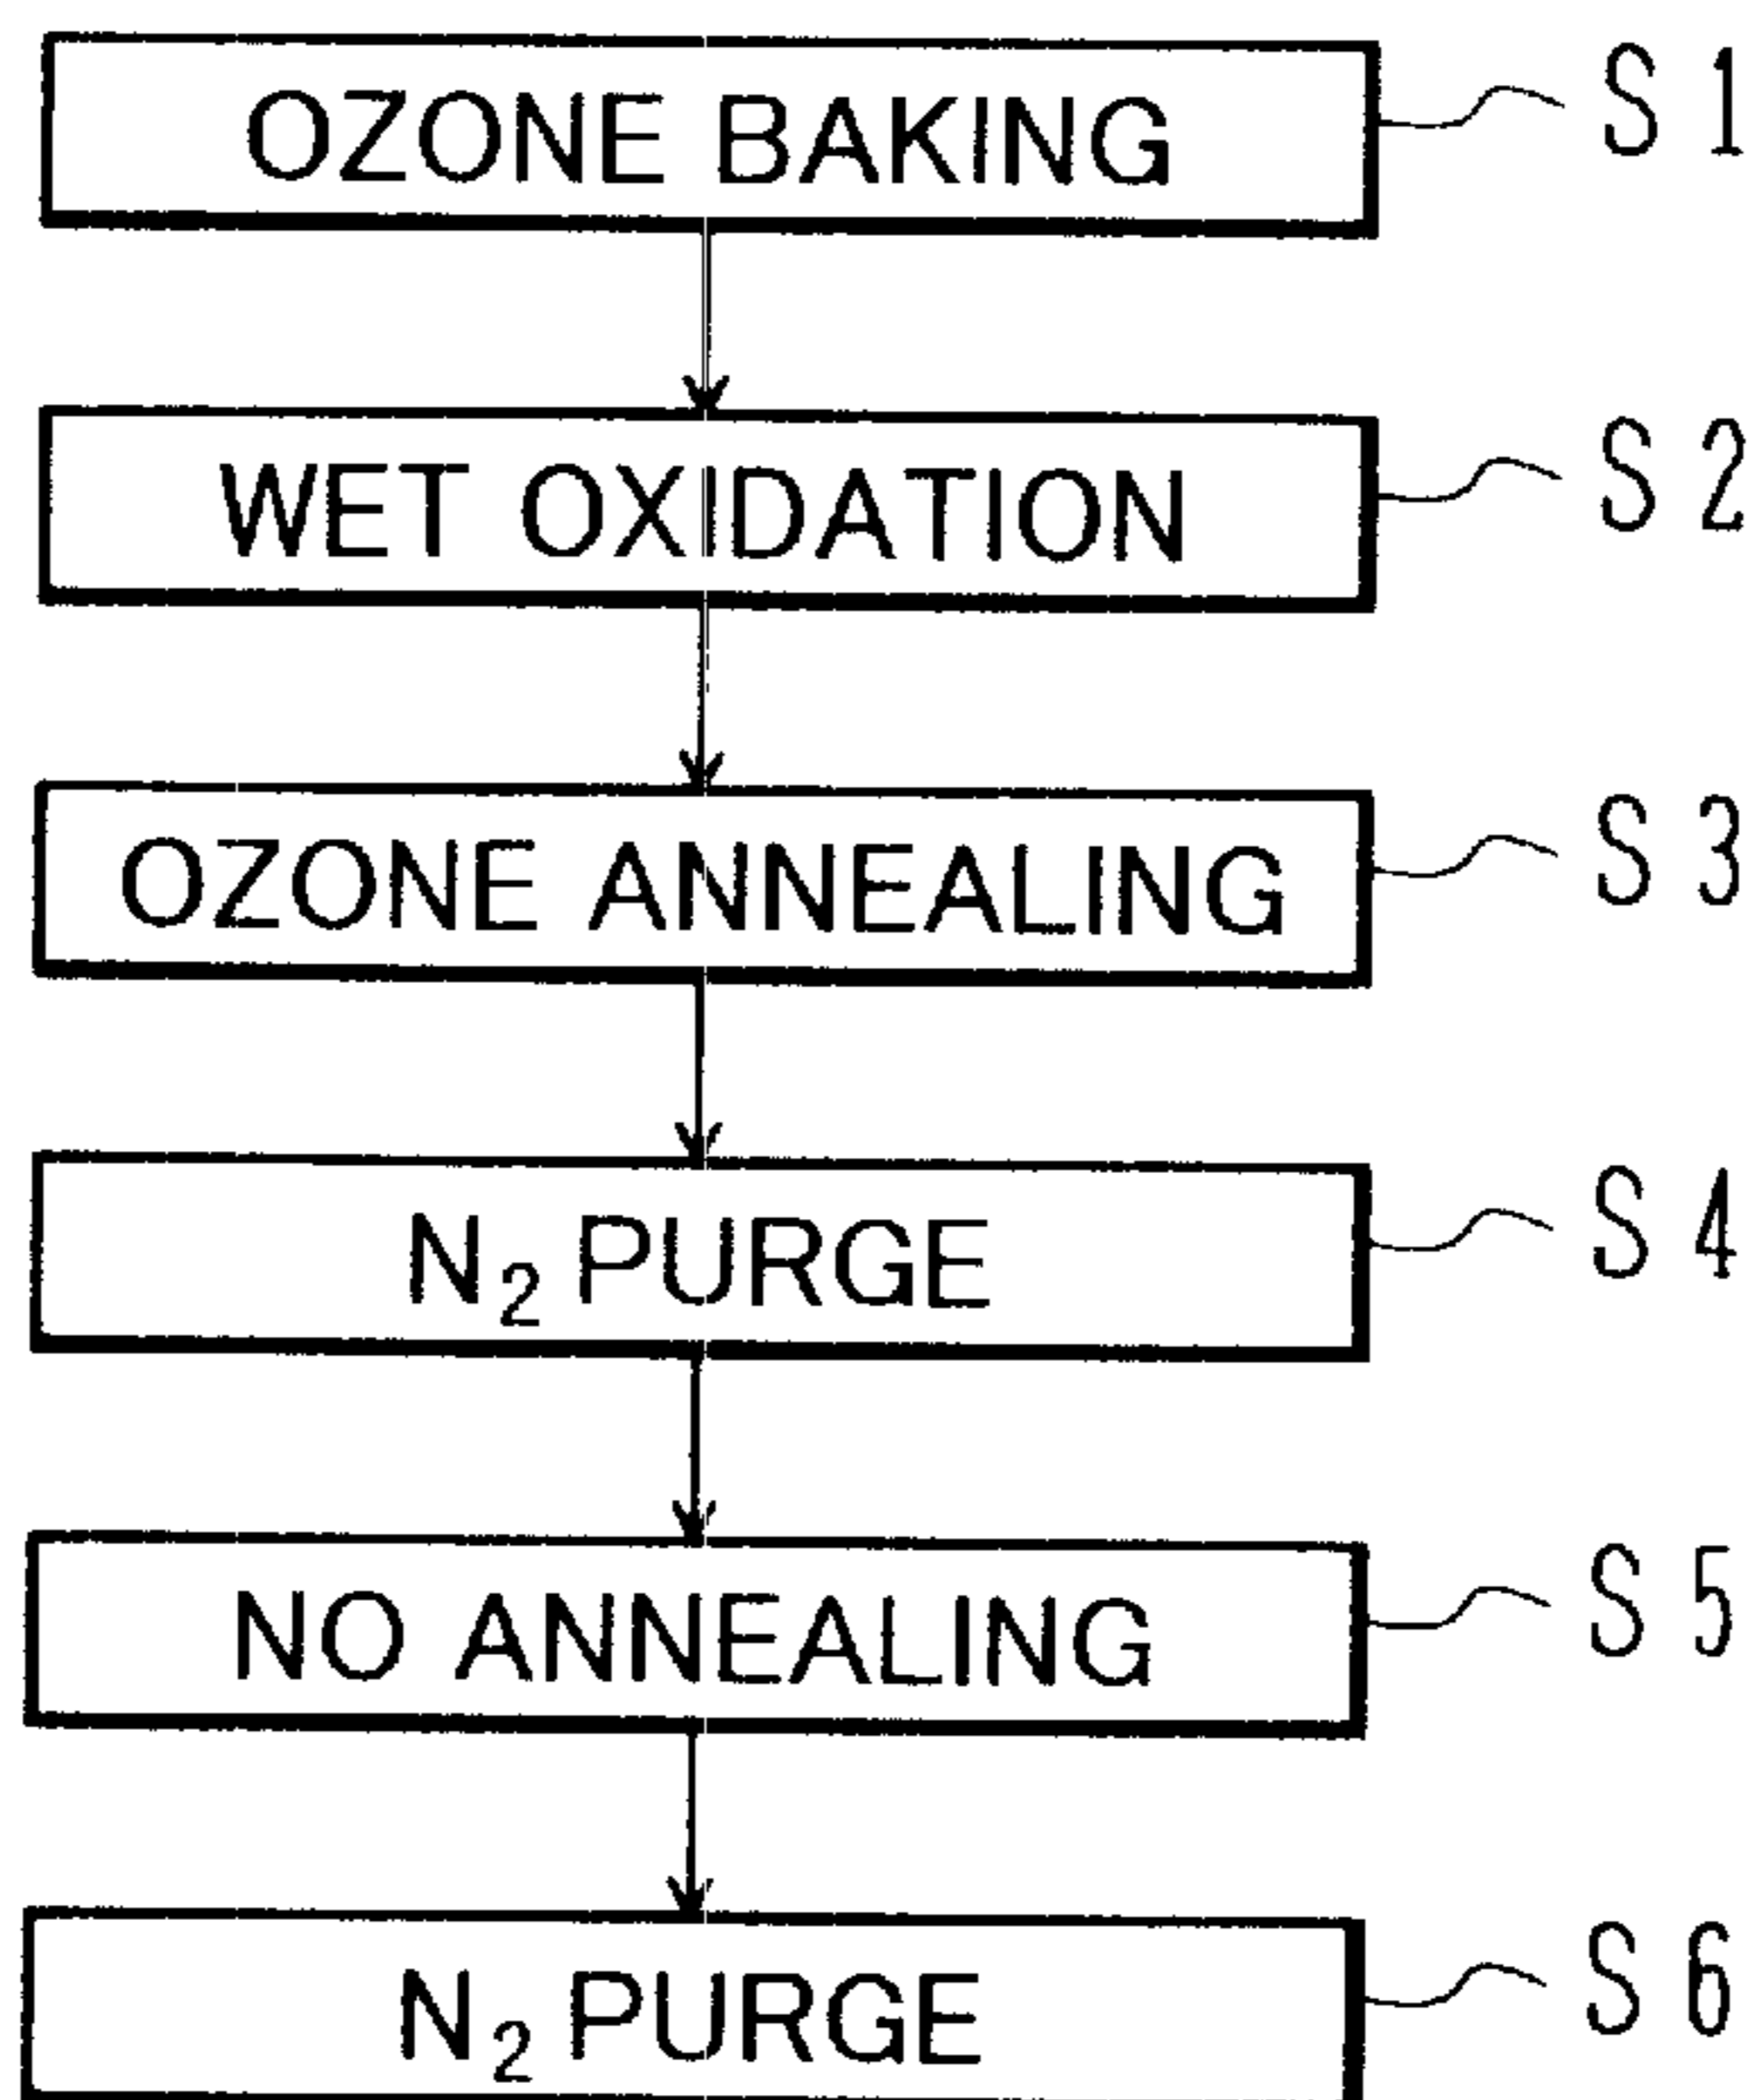 OZONE BAKING S1
WET OXIDATION S2
OZONE ANNEALING S3
N₂ PURGE S4
NO ANNEALING S5
N₂ PURGE S6